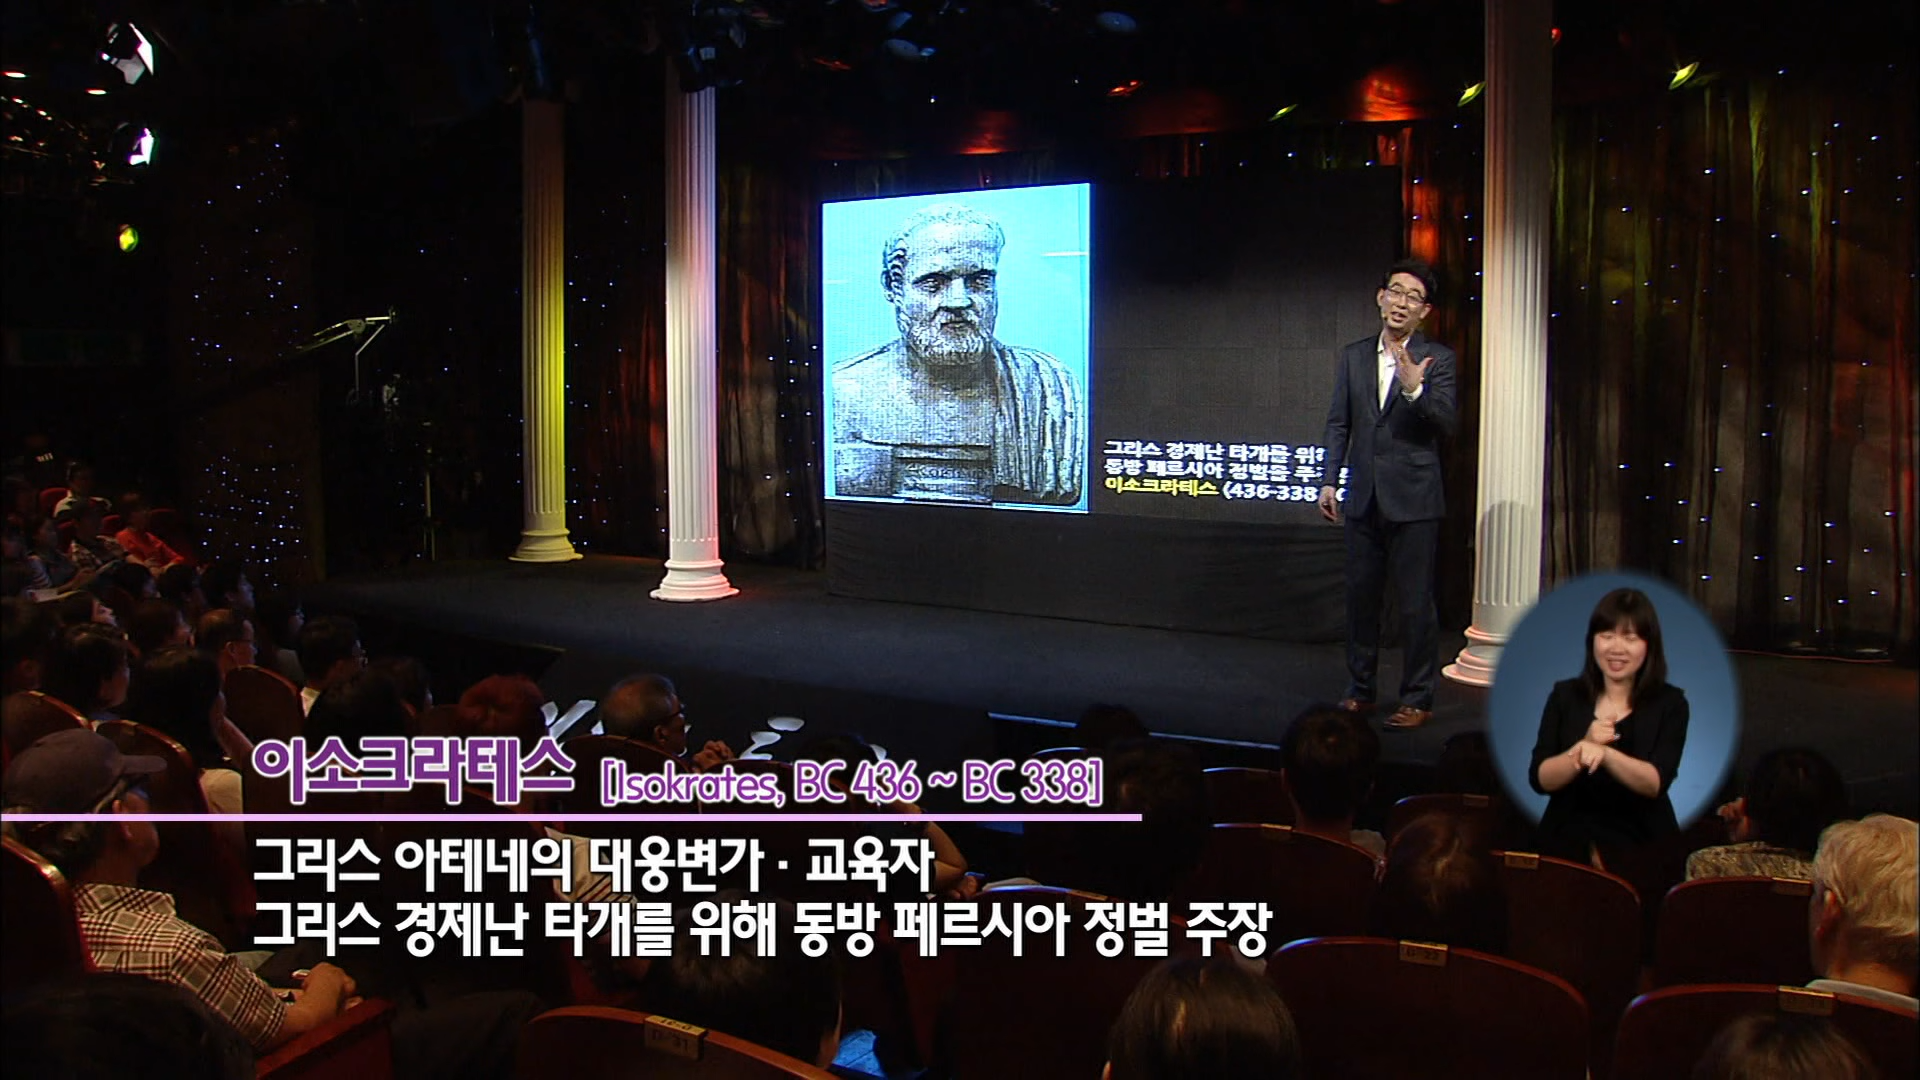 그리스 경제난 타개를 위
동방 페르시아 정벌을 주
이소크라테스 (436-338
이소크라테스 [Isokrates, BC 436 ~ BC 338]
그리스 아테네의 대웅변가 · 교육자
그리스 경제난 타개를 위해 동방 페르시아 정벌 주장